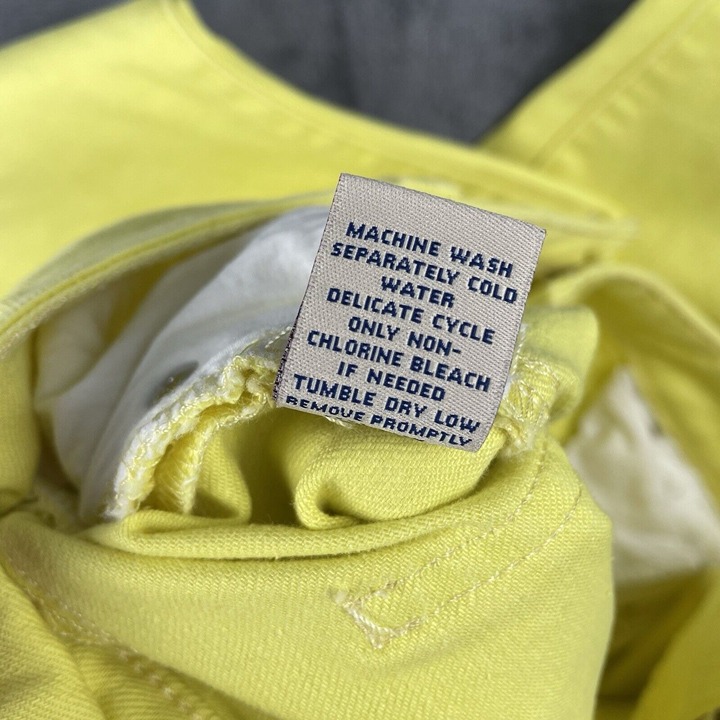 MACHINE WASH
SEPARATELY COLD
WATER
DELICATE CYCLE
ONLY NON-
CHLORINE BLEACH
IF NEEDED
TUMBLE DRY LOW
REMOVE PROMPTLY